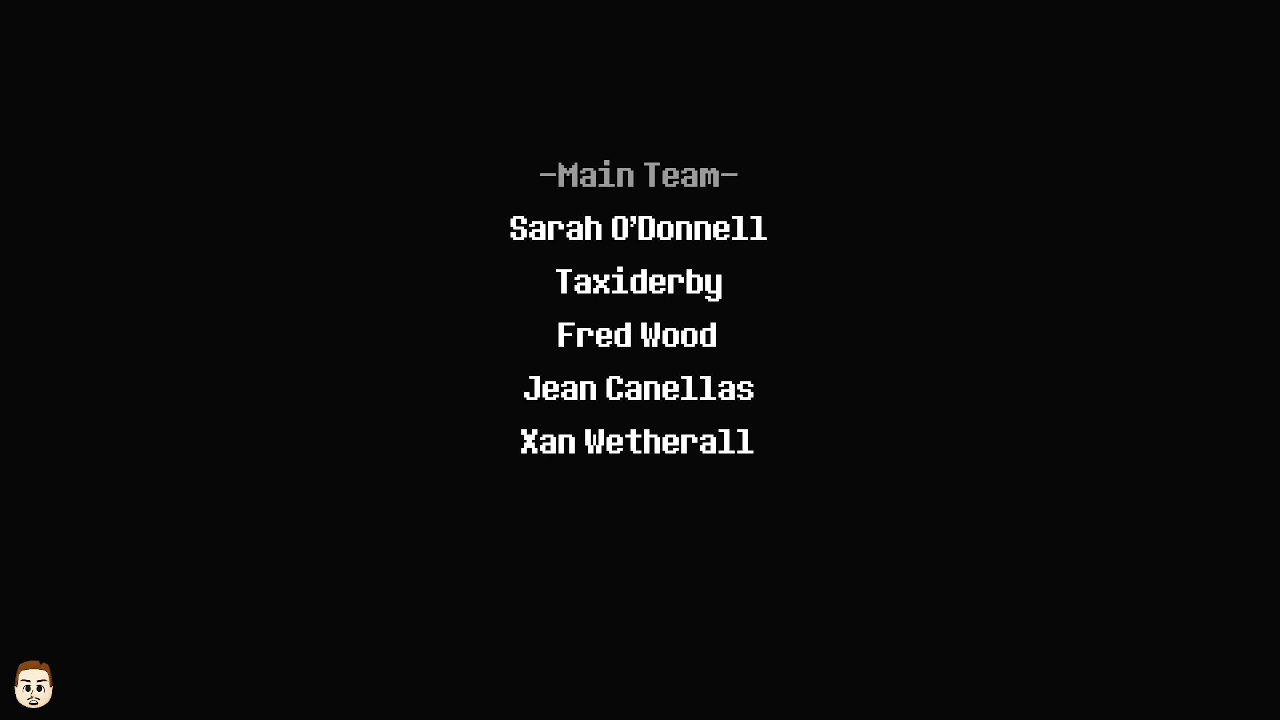 -Main Team-
Sarah O'Donnell
Taxiderby
Fred Wood
Jean Canellas
Xan Wetherall